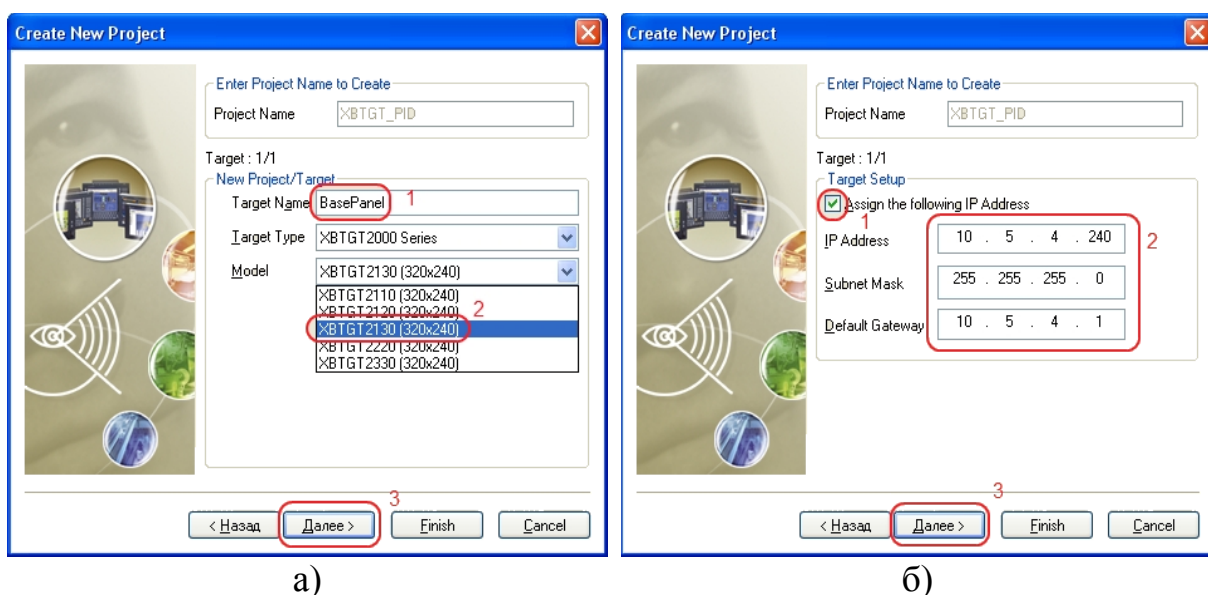 Create New Project
Enter Project Name to Create
Project Name XBTGT_PID
Target : 1/1
New Project/Target
Target Name BasePanel 1
Target Type XBTGT2000 Series
Model XBTGT2130 (320x240)
XBTGT2110 (320x240)
XBTGT2120 (320x240) 2
XBTGT2130 (320x240)
XBTGT2220 (320x240)
XBTGT2330 (320x240)
3
< Назад Далее > Finish Cancel
а)
Create New Project
Enter Project Name to Create
Project Name XBTGT_PID
Target : 1/1
Target Setup
Assign the following IP Address
1
IP Address 10 . 5 . 4 . 240 2
Subnet Mask 255 . 255 . 255 . 0
Default Gateway 10 . 5 . 4 . 1
3
< Назад Далее > Finish Cancel
б)